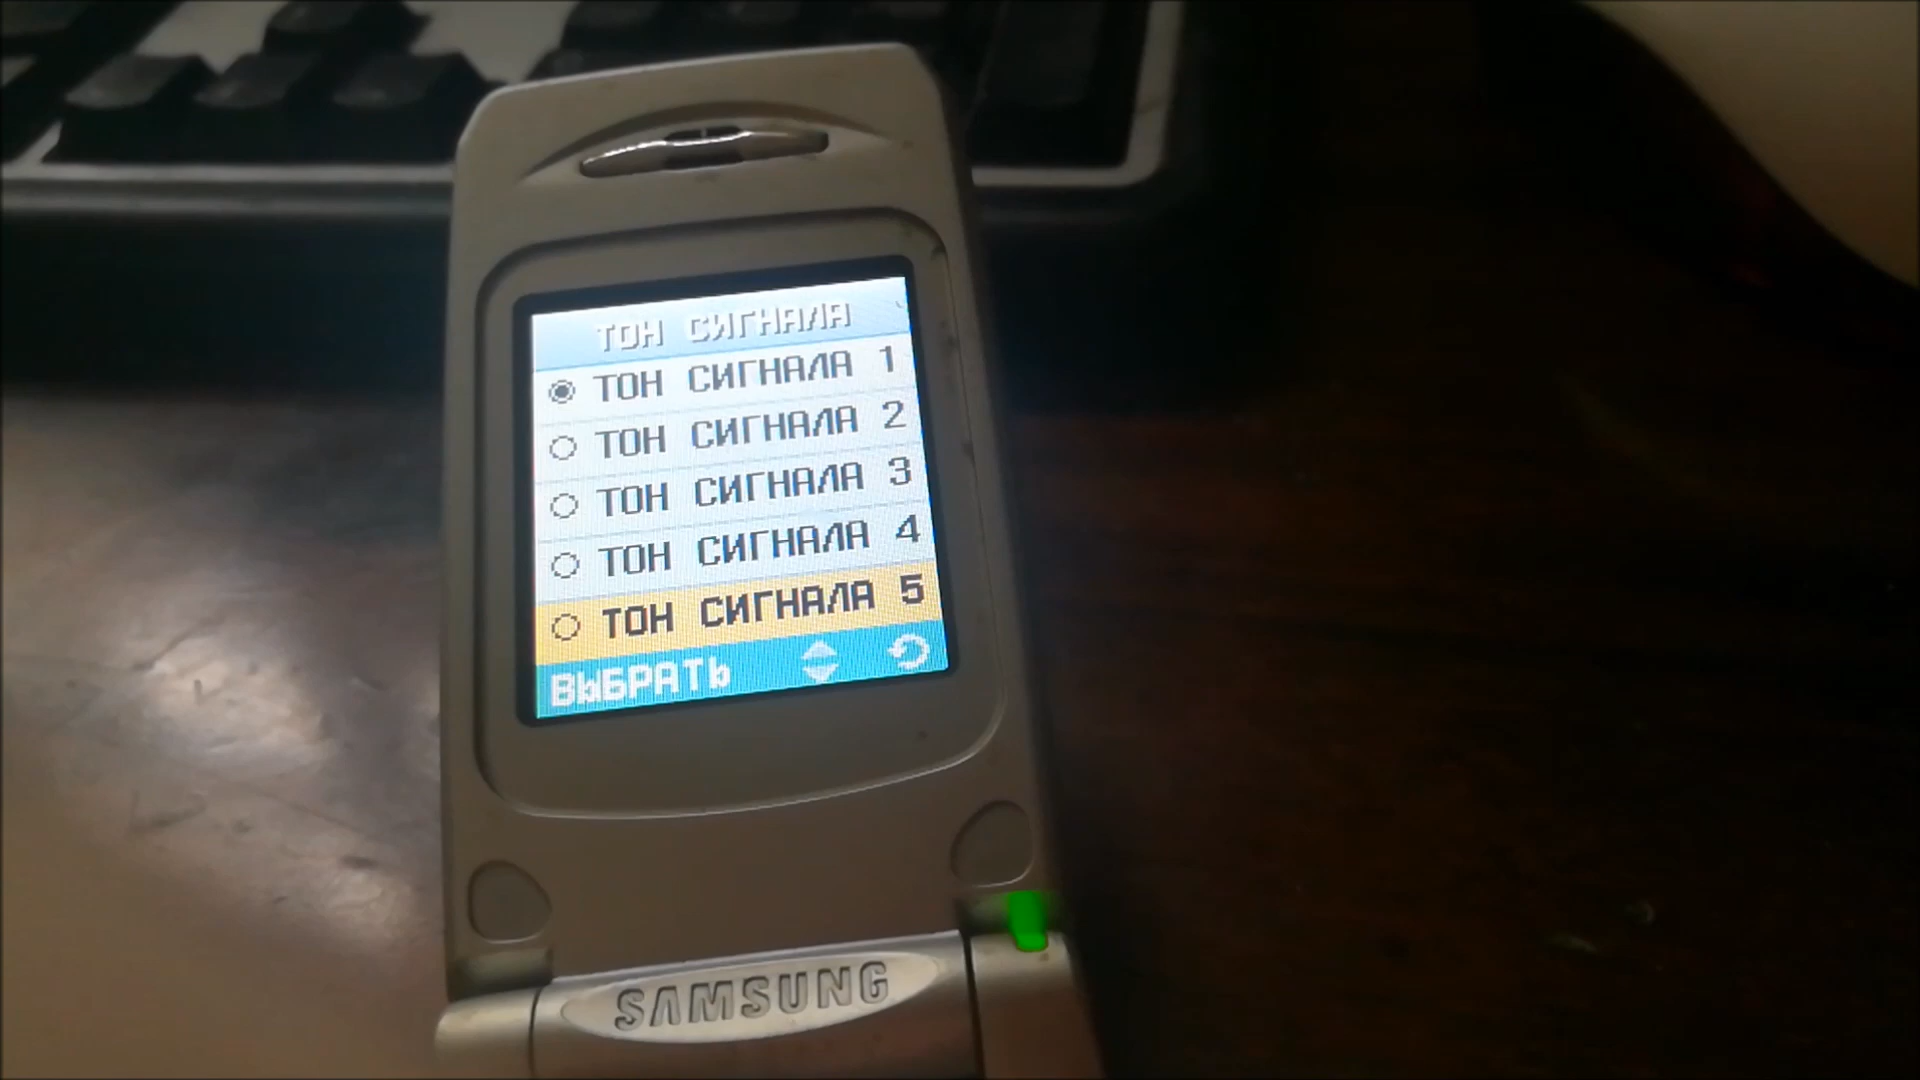 ТОН СИГНАЛА
ТОН СИГНАЛА 1
ТОН СИГНАЛА 2
ТОН СИГНАЛА 3
ТОН СИГНАЛА 4
ТОН СИГНАЛА 5
ВЫБРАТЬ
SAMSUNG